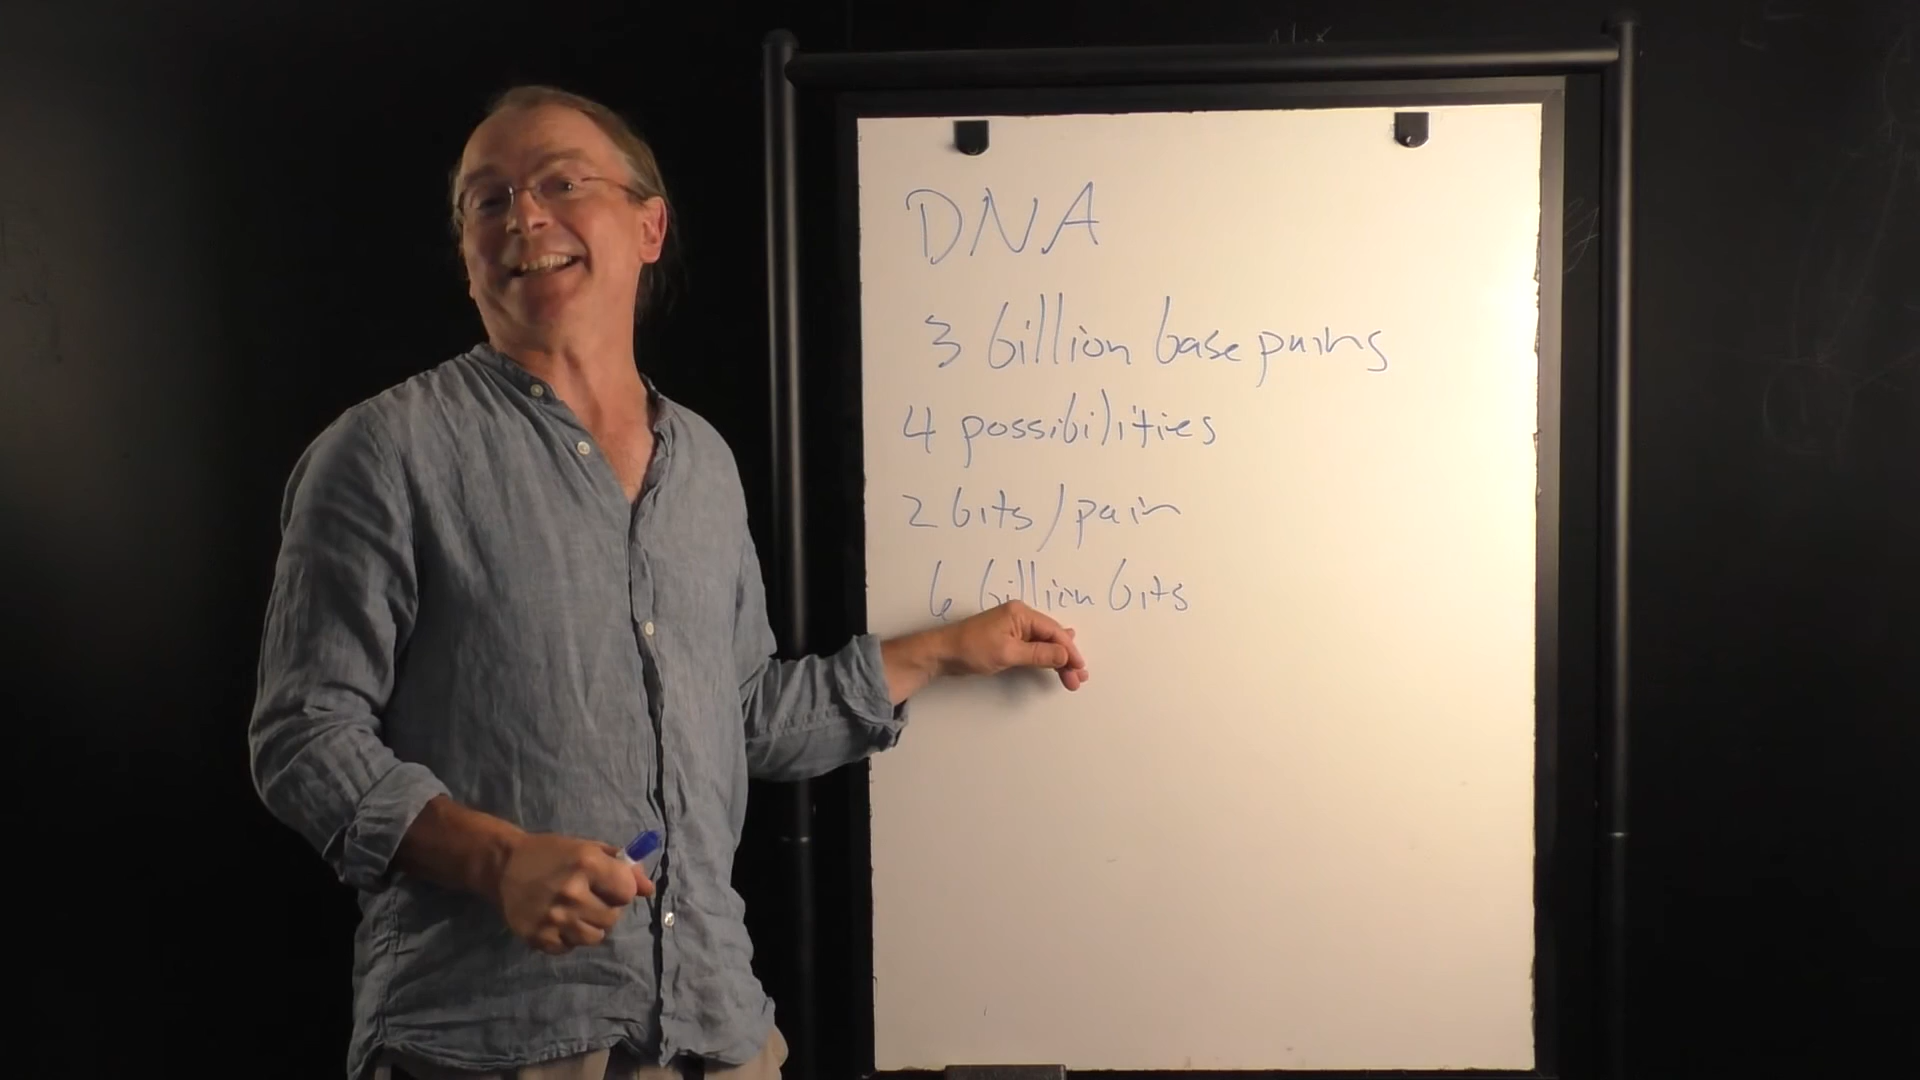 DNA
3 billion base pairs
4 possibilities
2 bits/pair
6 billion bits